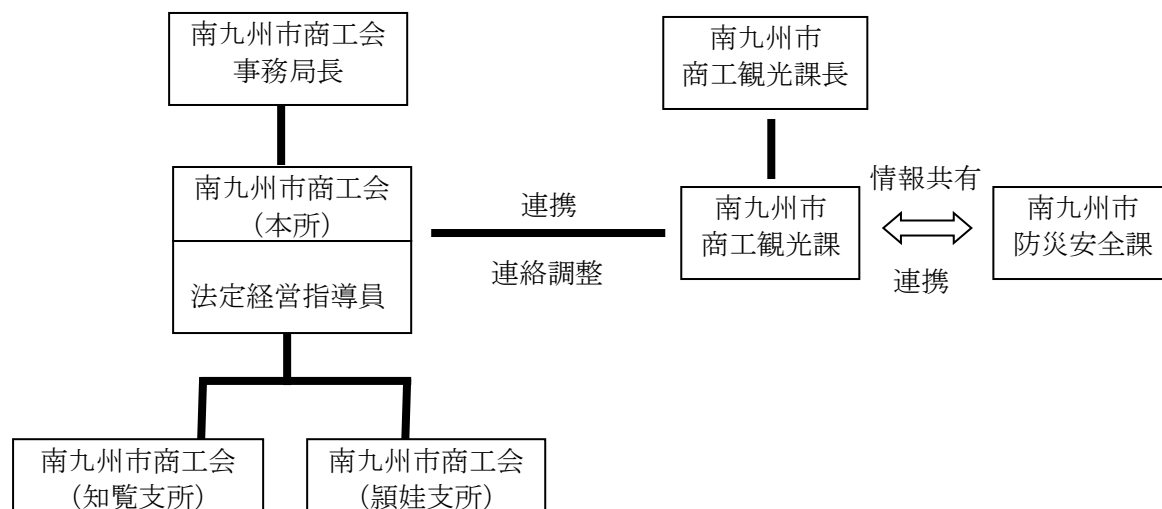 南九州市商工会
事務局長
南九州市
商工観光課長
南九州市商工会
（本所）
法定経営指導員
連携
連絡調整
南九州市
商工観光課
情報共有
連携
南九州市
防災安全課
南九州市商工会
（知覧支所）
南九州市商工会
（頴娃支所）